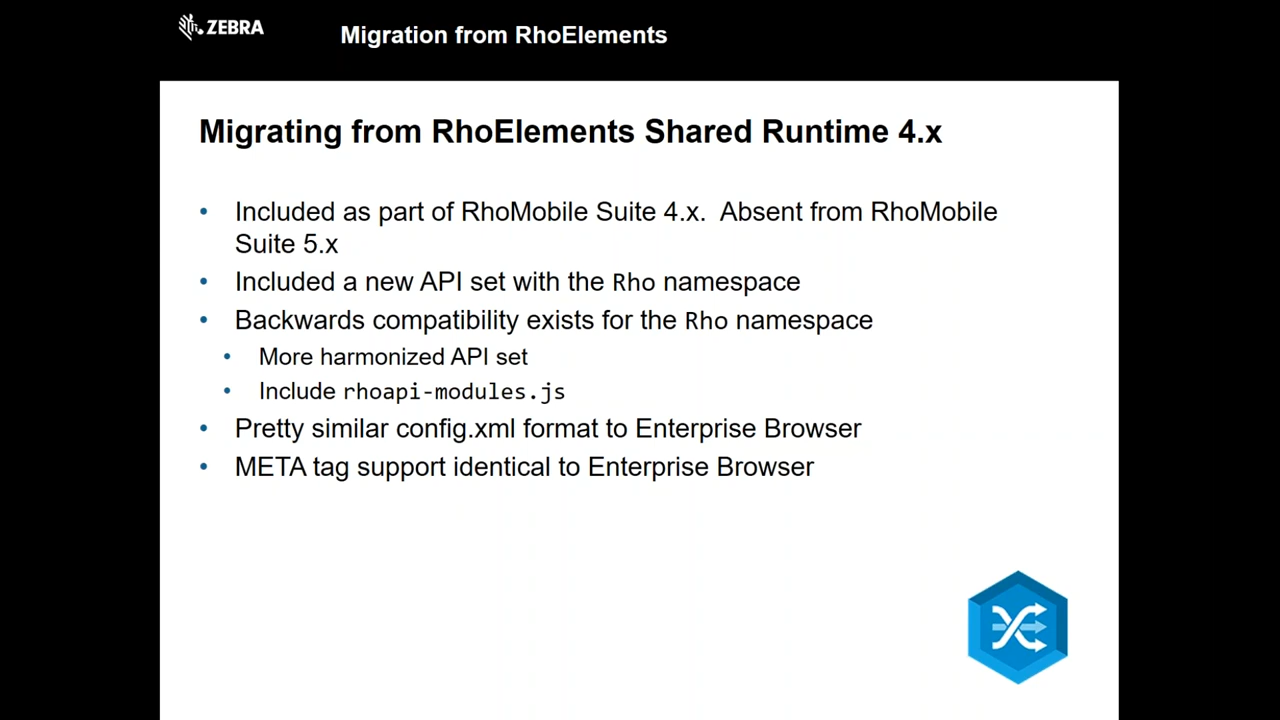 ZEBRA
Migration from RhoElements
Migrating from RhoElements Shared Runtime 4.x
• Included as part of RhoMobile Suite 4.x.  Absent from RhoMobile
Suite 5.x
• Included a new API set with the Rho namespace
• Backwards compatibility exists for the Rho namespace
• More harmonized API set
• Include rhoapi-modules.js
• Pretty similar config.xml format to Enterprise Browser
• META tag support identical to Enterprise Browser